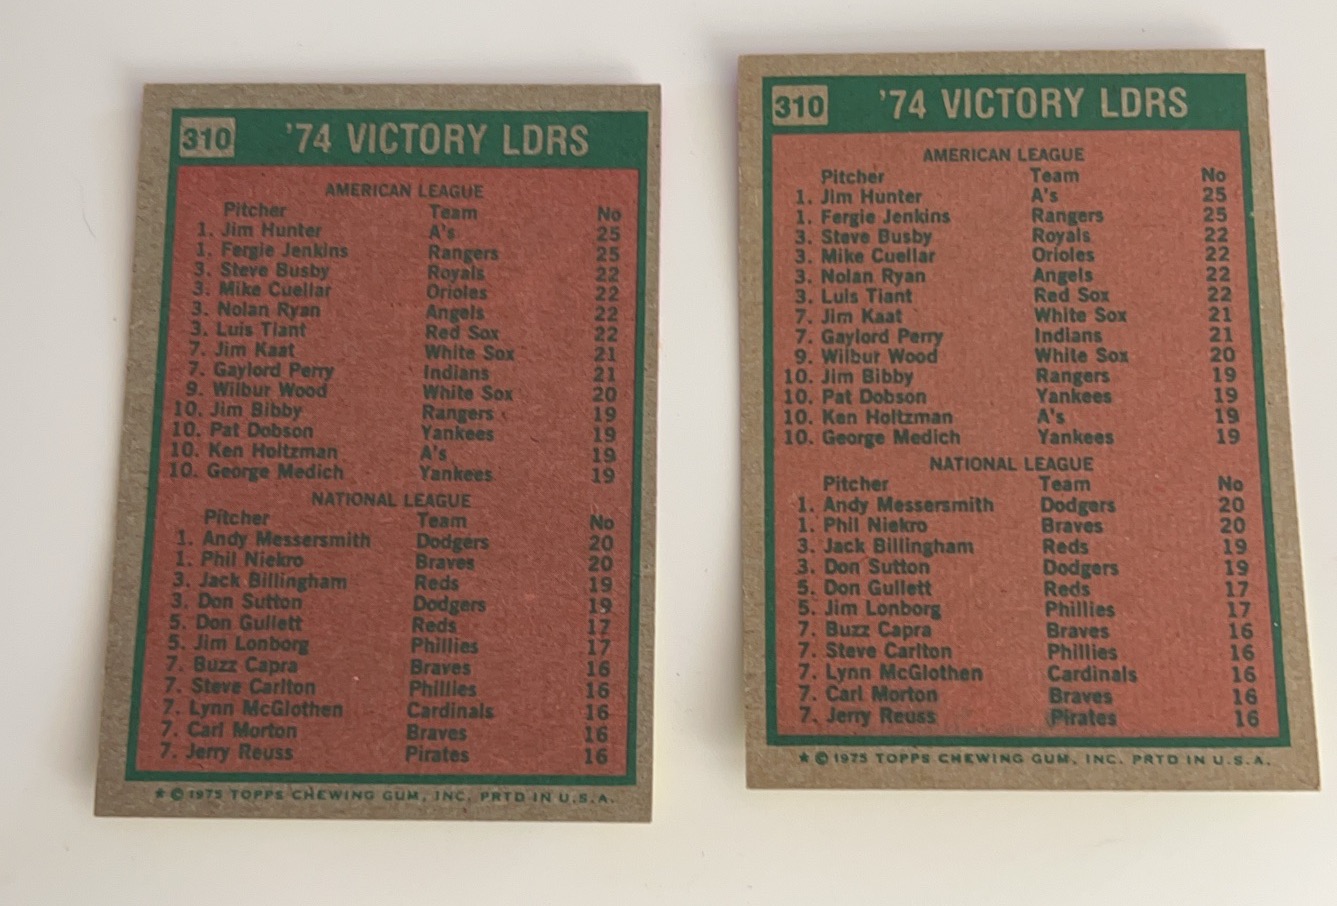 310 '74 VICTORY LDRS
AMERICAN LEAGUE
Pitcher Team No
1. Jim Hunter A's 25
1. Fergie Jenkins Rangers 25
3. Steve Busby Royals 22
3. Mike Cuellar Orioles 22
3. Nolan Ryan Angels 22
3. Luis Tiant Red Sox 22
7. Jim Kaat White Sox 21
7. Gaylord Perry Indians 21
9. Wilbur Wood White Sox 20
10. Jim Bibby Rangers 19
10. Pat Dobson Yankees 19
10. Ken Holtzman A's 19
10. George Medich Yankees 19
NATIONAL LEAGUE
Pitcher Team No
1. Andy Messersmith Dodgers 20
1. Phil Niekro Braves 20
3. Jack Billingham Reds 19
3. Don Sutton Dodgers 19
5. Don Gullett Reds 17
5. Jim Lonborg Phillies 17
7. Buzz Capra Braves 16
7. Steve Carlton Phillies 16
7. Lynn McGlothen Cardinals 16
7. Carl Morton Braves 16
7. Jerry Reuss Pirates 16
★ © 1975 TOPPS CHEWING GUM, INC. PRTD IN U.S.A.
310 '74 VICTORY LDRS
AMERICAN LEAGUE
Pitcher Team No
1. Jim Hunter A's 25
1. Fergie Jenkins Rangers 25
3. Steve Busby Royals 22
3. Mike Cuellar Orioles 22
3. Nolan Ryan Angels 22
3. Luis Tiant Red Sox 22
7. Jim Kaat White Sox 21
7. Gaylord Perry Indians 21
9. Wilbur Wood White Sox 20
10. Jim Bibby Rangers 19
10. Pat Dobson Yankees 19
10. Ken Holtzman A's 19
10. George Medich Yankees 19
NATIONAL LEAGUE
Pitcher Team No
1. Andy Messersmith Dodgers 20
1. Phil Niekro Braves 20
3. Jack Billingham Reds 19
3. Don Sutton Dodgers 19
5. Don Gullett Reds 17
5. Jim Lonborg Phillies 17
7. Buzz Capra Braves 16
7. Steve Carlton Phillies 16
7. Lynn McGlothen Cardinals 16
7. Carl Morton Braves 16
7. Jerry Reuss Pirates 16
★ © 1975 TOPPS CHEWING GUM, INC. PRTD IN U.S.A.